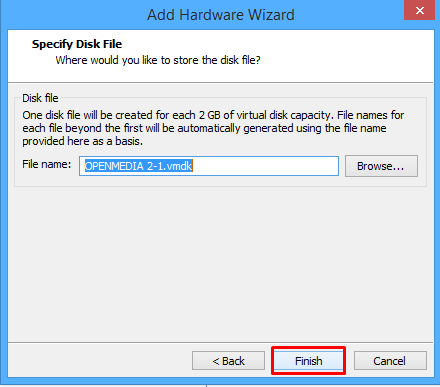 Add Hardware Wizard
Specify Disk File
Where would you like to store the disk file?
Disk file
One disk file will be created for each 2 GB of virtual disk capacity. File names for
each file beyond the first will be automatically generated using the file name
provided here as a basis.
File name: OPENMEDIA 2-1.vmdk Browse...
< Back Finish Cancel